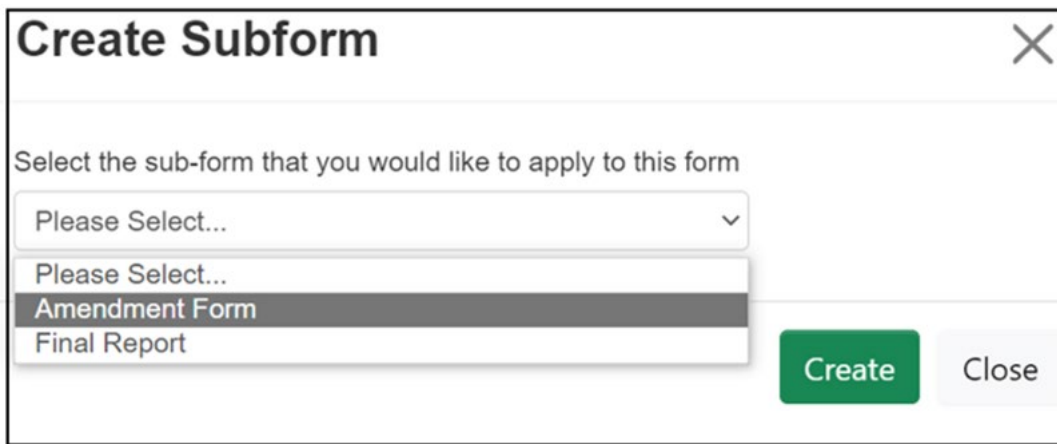 Create Subform
Select the sub-form that you would like to apply to this form
Please Select...
Please Select...
Amendment Form
Final Report
Create Close